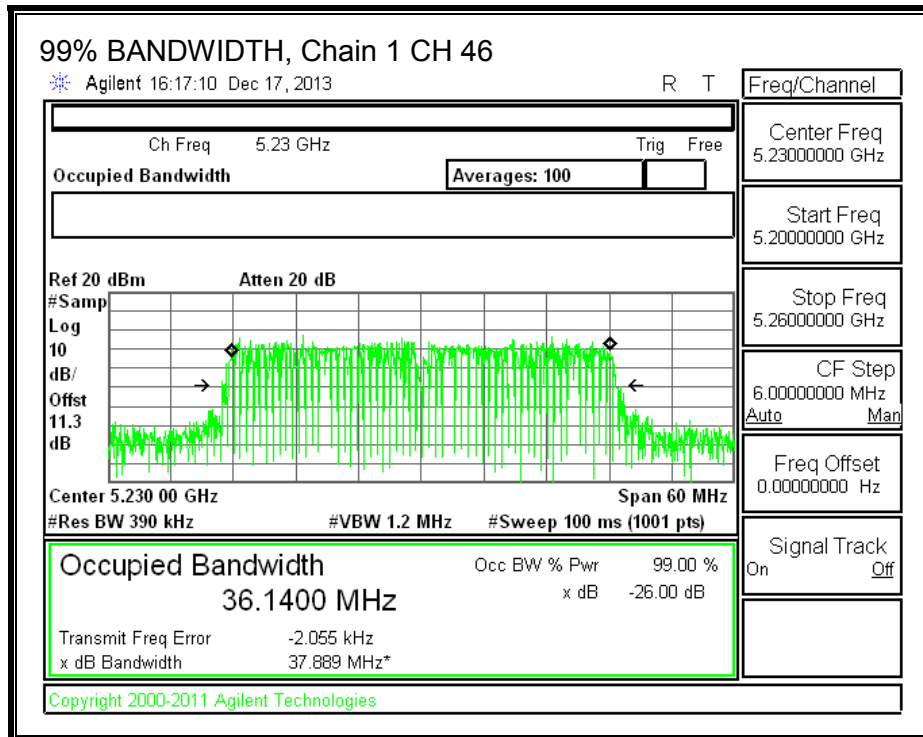 99% BANDWIDTH, Chain 1 CH 46
Agilent 16:17:10 Dec 17, 2013 R T
Freq/Channel
Ch Freq 5.23 GHz Trig Free
Occupied Bandwidth Averages: 100
Center Freq
5.23000000 GHz
Start Freq
5.20000000 GHz
Stop Freq
5.26000000 GHz
CF Step
6.00000000 MHz
Auto Man
Freq Offset
0.00000000 Hz
Signal Track
On Off
Ref 20 dBm Atten 20 dB
#Samp
Log
10
dB/
Offst
11.3
dB
Center 5.230 00 GHz Span 60 MHz
#Res BW 390 kHz #VBW 1.2 MHz #Sweep 100 ms (1001 pts)
Occupied Bandwidth Occ BW % Pwr 99.00 %
36.1400 MHz x dB -26.00 dB
Transmit Freq Error -2.055 kHz
x dB Bandwidth 37.889 MHz*
Copyright 2000-2011 Agilent Technologies